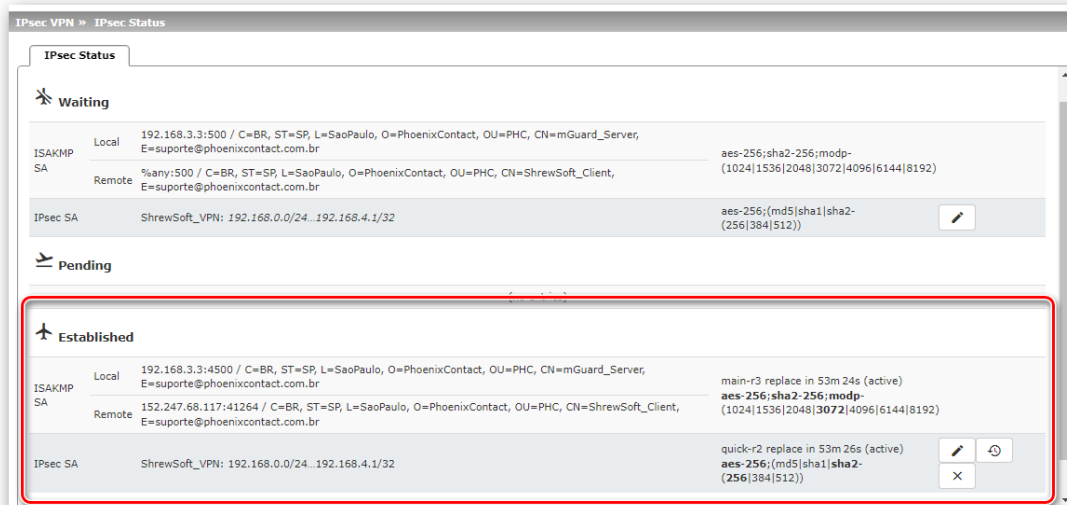 IPsec VPN » IPsec Status
IPsec Status
Waiting
ISAKMP
SA
Local
192.168.3.3:500 / C=BR, ST=SP, L=SaoPaulo, O=PhoenixContact, OU=PHC, CN=mGuard_Server,
E=suporte@phoenixcontact.com.br
Remote
%any:500 / C=BR, ST=SP, L=SaoPaulo, O=PhoenixContact, OU=PHC, CN=ShrewSoft_Client,
E=suporte@phoenixcontact.com.br
aes-256;sha2-256;modp-
(1024|1536|2048|3072|4096|6144|8192)
IPsec SA
ShrewSoft_VPN: 192.168.0.0/24...192.168.4.1/32
aes-256;(md5|sha1|sha2-
(256|384|512))
Pending
Established
ISAKMP
SA
Local
192.168.3.3:4500 / C=BR, ST=SP, L=SaoPaulo, O=PhoenixContact, OU=PHC, CN=mGuard_Server,
E=suporte@phoenixcontact.com.br
Remote
152.247.68.117:41264 / C=BR, ST=SP, L=SaoPaulo, O=PhoenixContact, OU=PHC, CN=ShrewSoft_Client,
E=suporte@phoenixcontact.com.br
main-r3 replace in 53m 24s (active)
aes-256;sha2-256;modp-
(1024|1536|2048|3072|4096|6144|8192)
IPsec SA
ShrewSoft_VPN: 192.168.0.0/24...192.168.4.1/32
quick-r2 replace in 53m 26s (active)
aes-256;(md5|sha1|sha2-
(256|384|512))